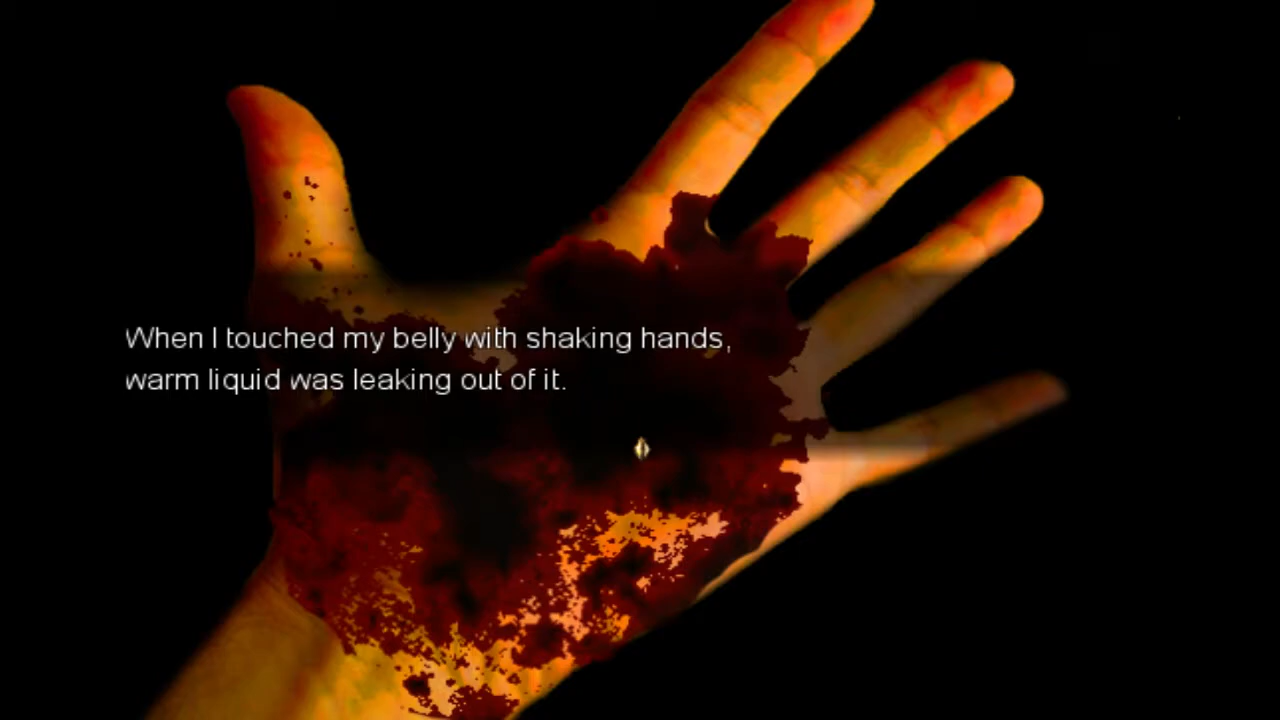 When I touched my belly with shaking hands,
warm liquid was leaking out of it.